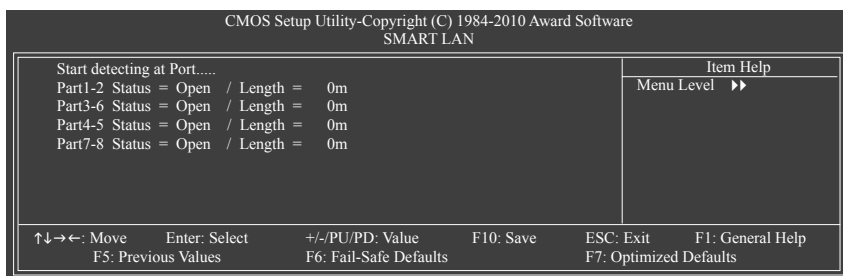 CMOS Setup Utility-Copyright (C) 1984-2010 Award Software
SMART LAN
Start detecting at Port.....
Part1-2 Status = Open / Length = 0m
Part3-6 Status = Open / Length = 0m
Part4-5 Status = Open / Length = 0m
Part7-8 Status = Open / Length = 0m
Item Help
Menu Level ▶▶
↑↓→←: Move Enter: Select +/-/PU/PD: Value F10: Save ESC: Exit F1: General Help
F5: Previous Values F6: Fail-Safe Defaults F7: Optimized Defaults